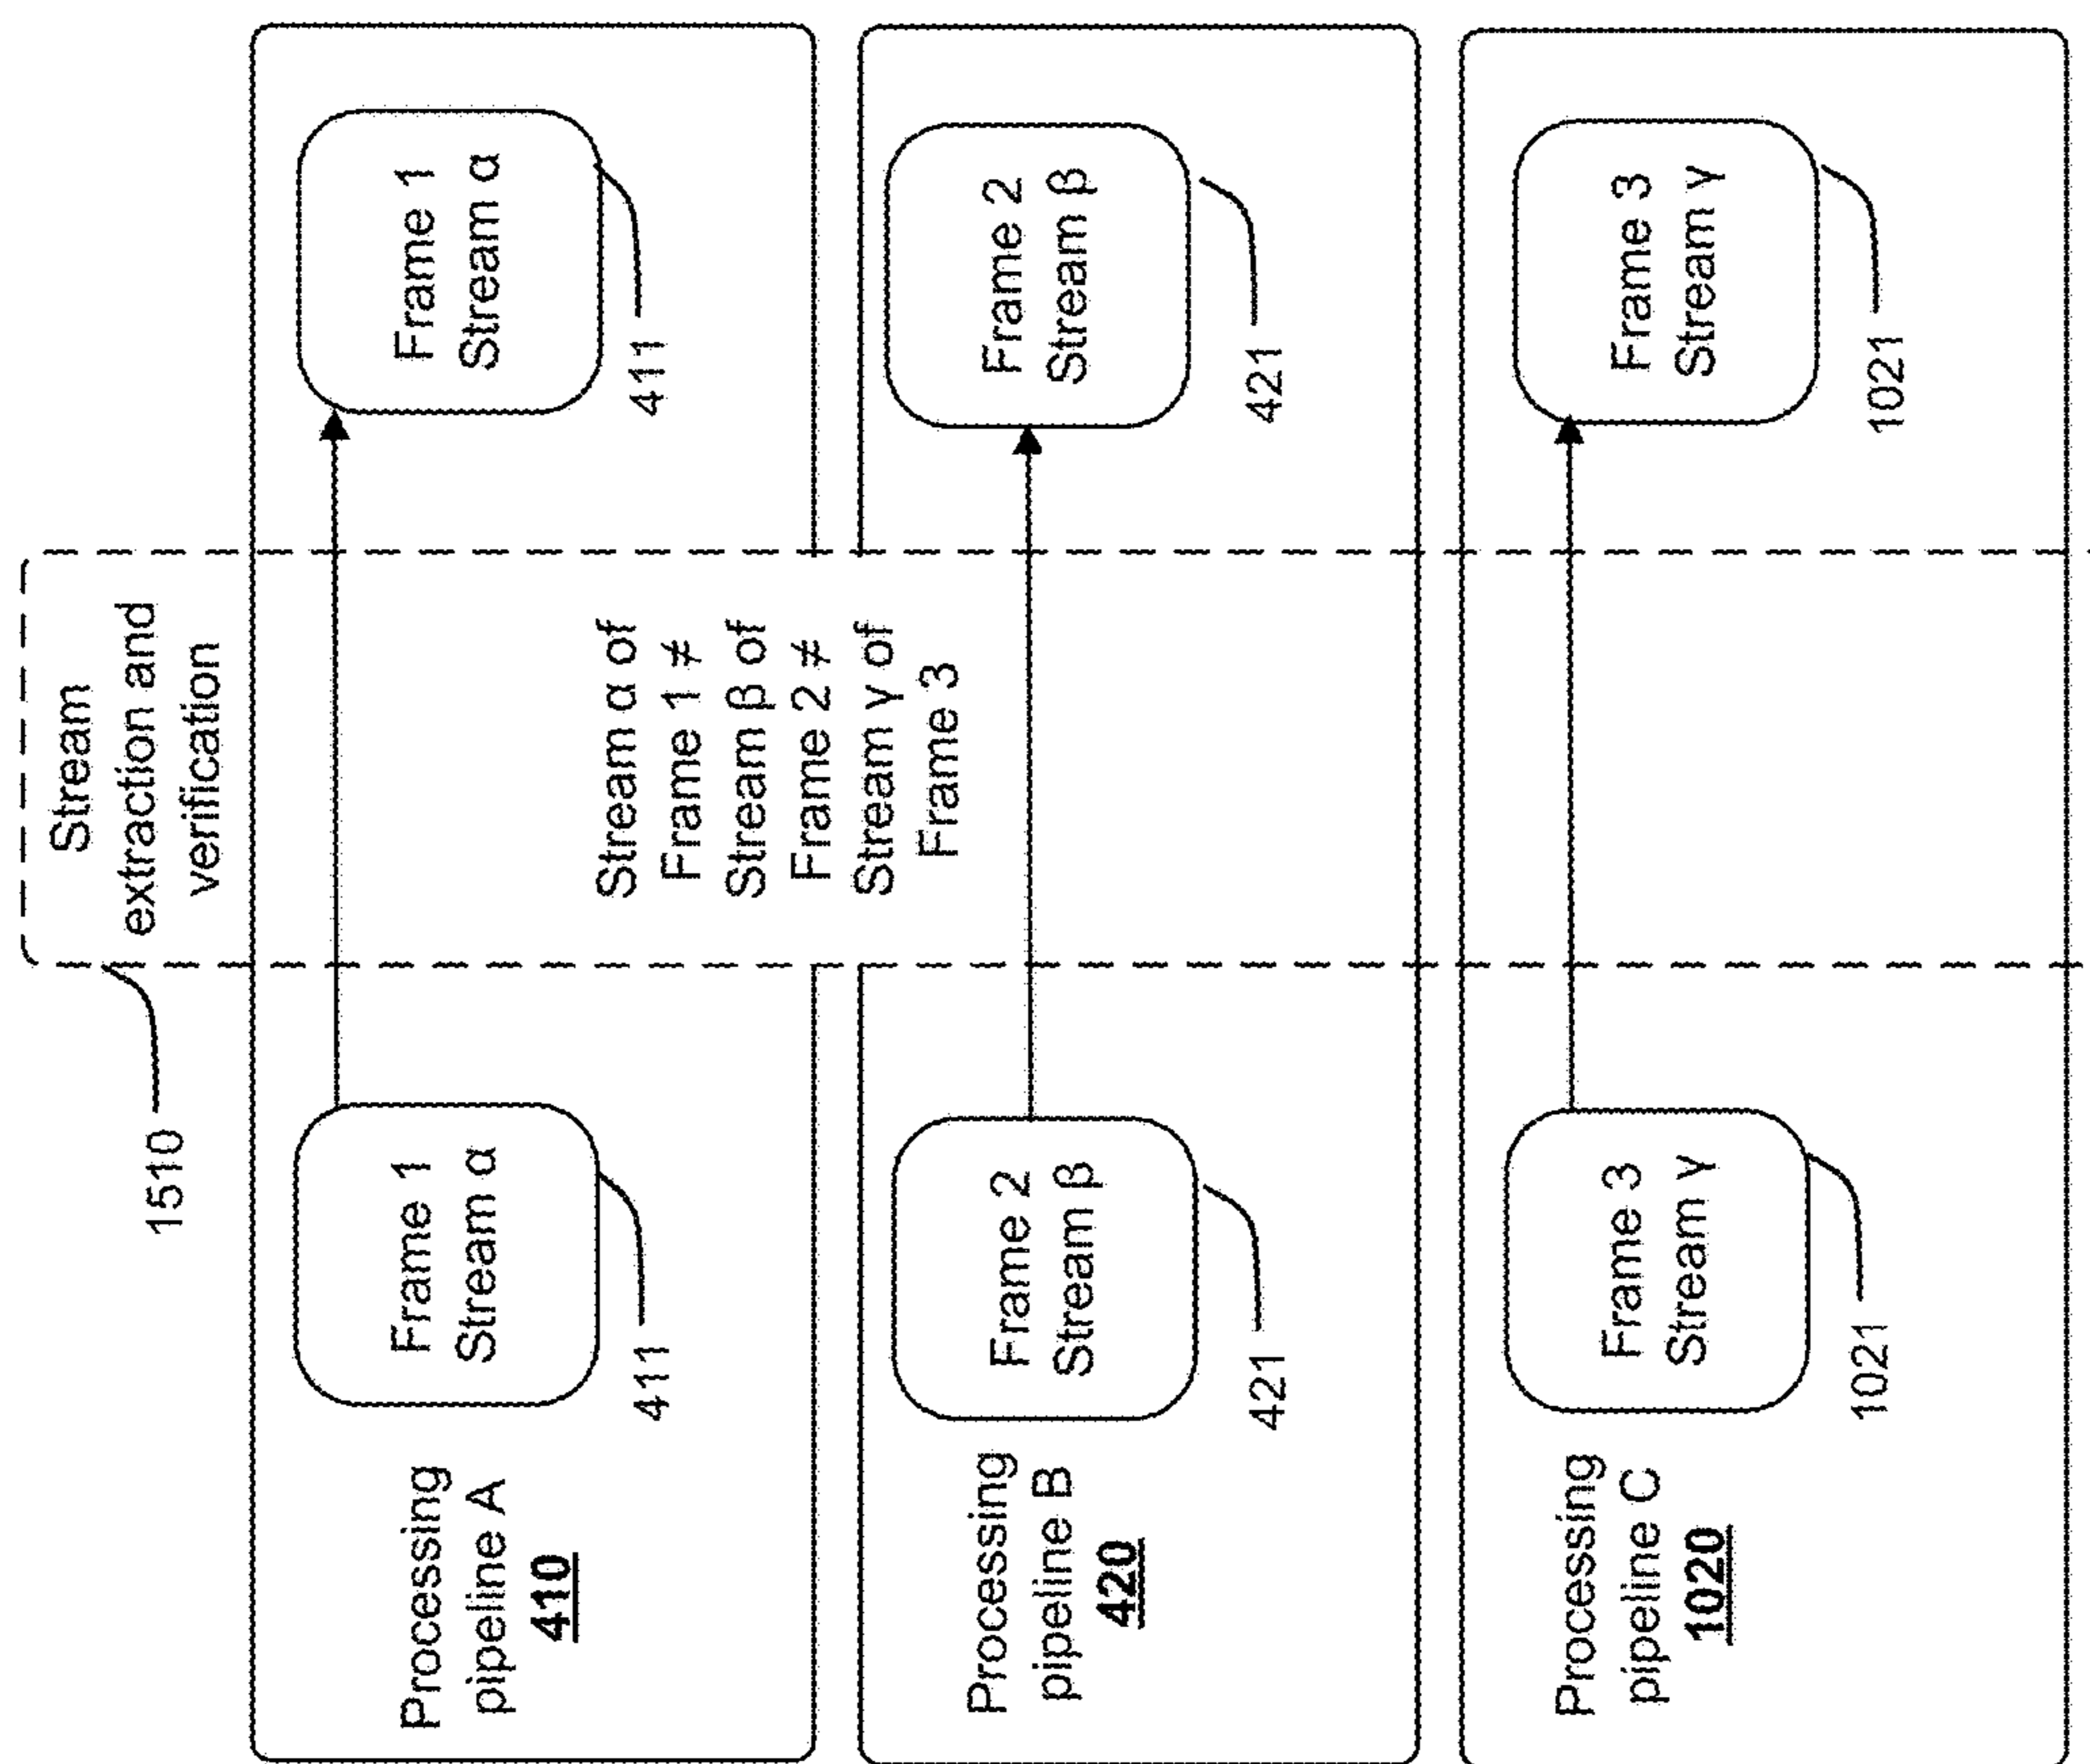 Stream
extraction and
verification
1510
Processing
pipeline A
410
Frame 1
Stream α
411
Frame 1
Stream α
411
Stream α of
Frame 1 ≠
Stream β of
Frame 2 ≠
Stream γ of
Frame 3
Processing
pipeline B
420
Frame 2
Stream β
421
Frame 2
Stream β
421
Processing
pipeline C
1020
Frame 3
Stream γ
1021
Frame 3
Stream γ
1021